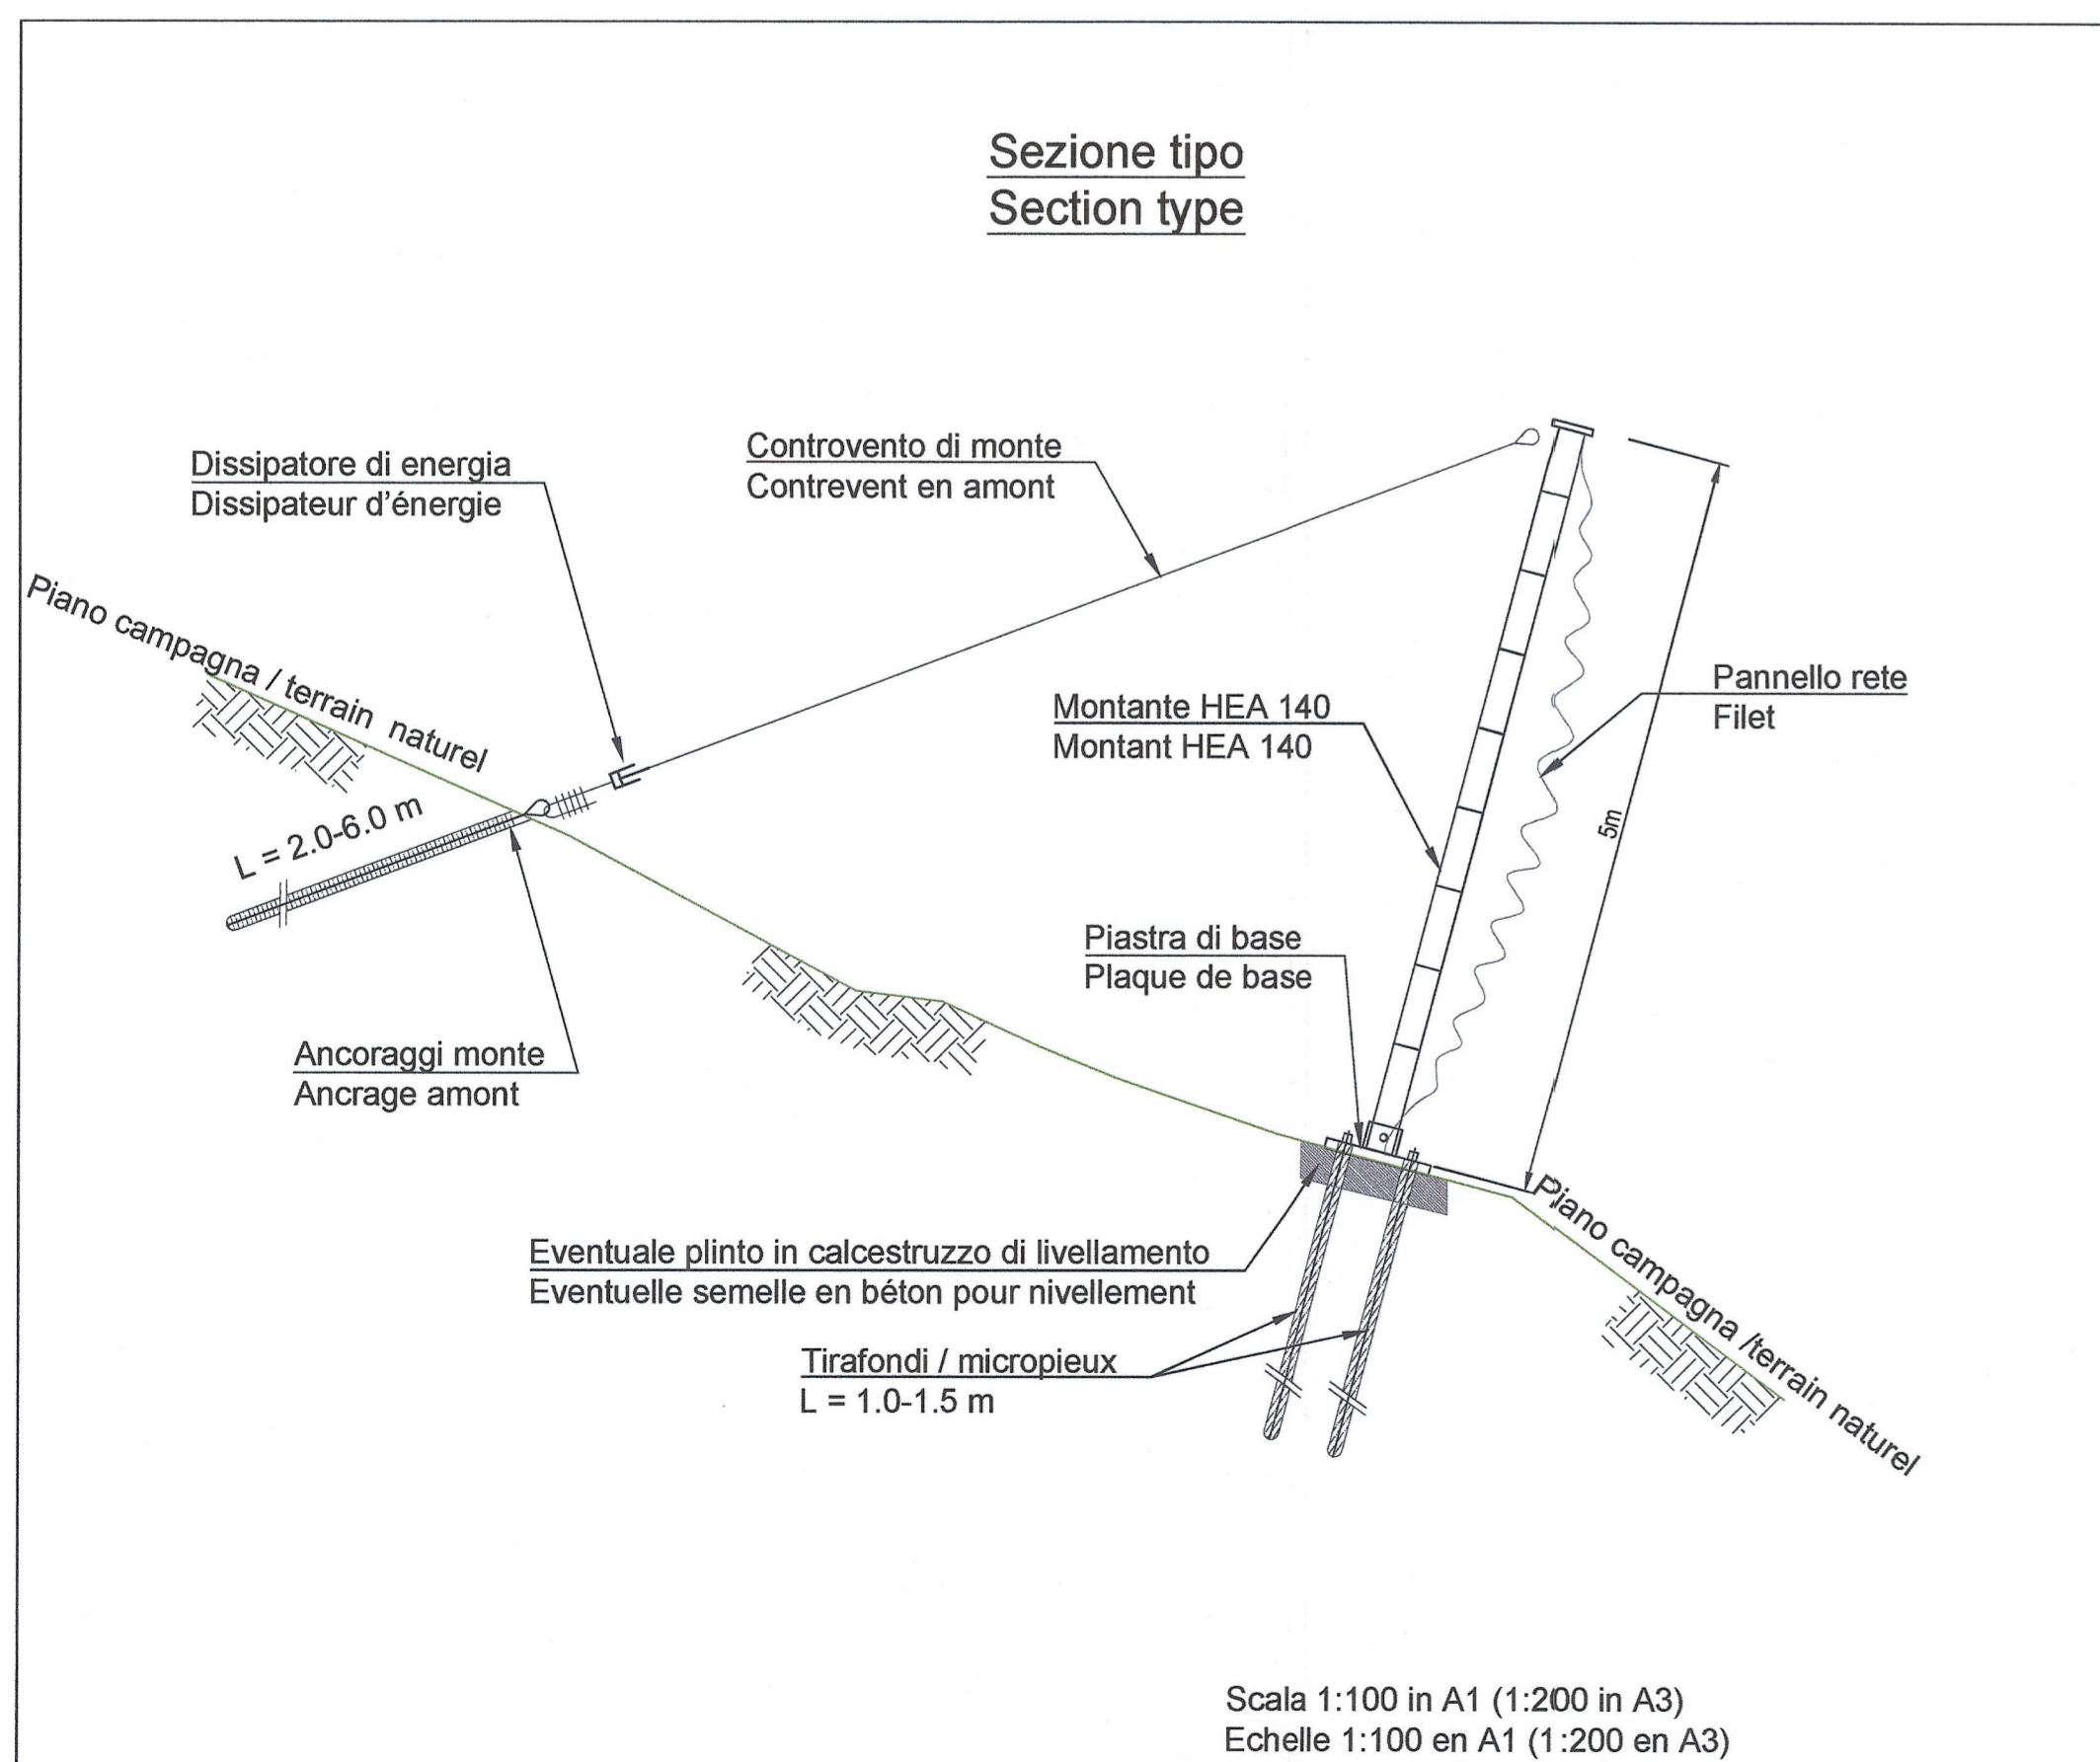 Sezione tipo
Section type
Dissipatore di energia
Dissipateur d'énergie
Controvento di monte
Contrevent en amont
Piano campagna / terrain naturel
L = 2.0-6.0 m
Montante HEA 140
Montant HEA 140
Pannello rete
Filet
5m
Piastra di base
Plaque de base
Ancoraggi monte
Ancrage amont
Eventuale plinto in calcestruzzo di livellamento
Eventuelle semelle en béton pour nivellement
Tirafondi / micropieux
L = 1.0-1.5 m
Piano campagna /terrain naturel
Scala 1:100 in A1 (1:200 in A3)
Echelle 1:100 en A1 (1:200 en A3)